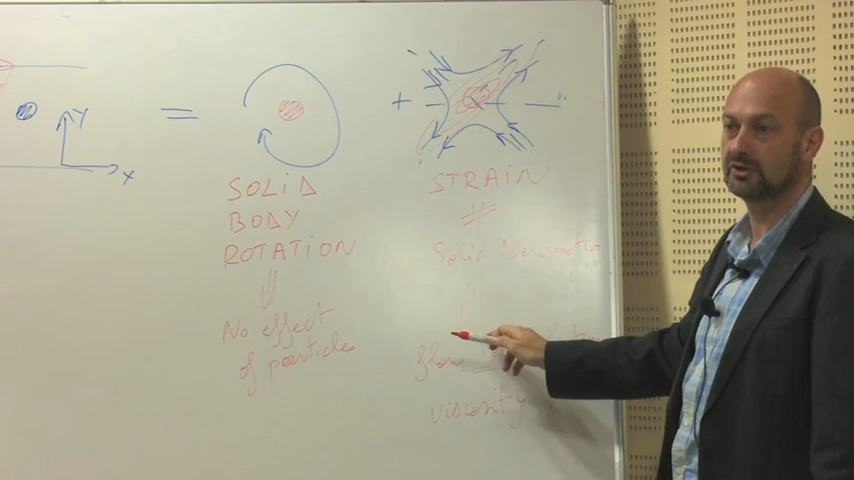 Y
x
=
+
SOLID
BODY
ROTATION
No effect
of particles
STRAIN
Solid
flow
viscosity